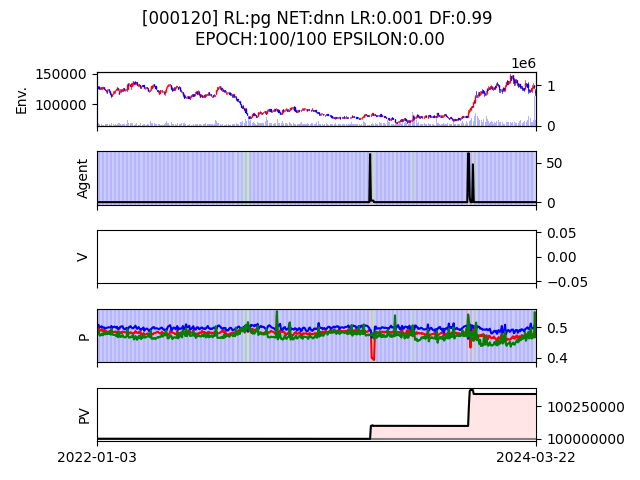 [000120] RL:pg NET:dnn LR:0.001 DF:0.99
EPOCH:100/100 EPSILON:0.00
1e6
150000
100000
Env.
1
0
Agent
50
0
V
0.05
0.00
−0.05
P
0.5
0.4
PV
100250000
100000000
2022-01-03
2024-03-22